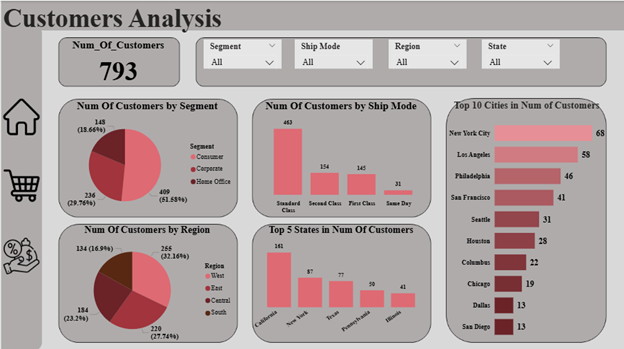 Customers Analysis
Num_Of_Customers
793
Segment
All
Ship Mode
All
Region
All
State
All
Num Of Customers by Segment
148
(18.66%)
236
(29.76%)
409
(51.58%)
Segment
Consumer
Corporate
Home Office
Num Of Customers by Ship Mode
463
154
145
31
Standard
Class
Second Class
First Class
Same Day
Top 10 Cities in Num of Customers
New York City 68
Los Angeles 58
Philadelphia 46
San Francisco 41
Seattle 31
Houston 28
Columbus 22
Chicago 19
Dallas 13
San Diego 13
Num Of Customers by Region
134 (16.9%)
255
(32.16%)
184
(23.2%)
220
(27.74%)
Region
West
East
Central
South
Top 5 States in Num Of Customers
161
87
77
50
41
California
New York
Texas
Pennsylvania
Illinois